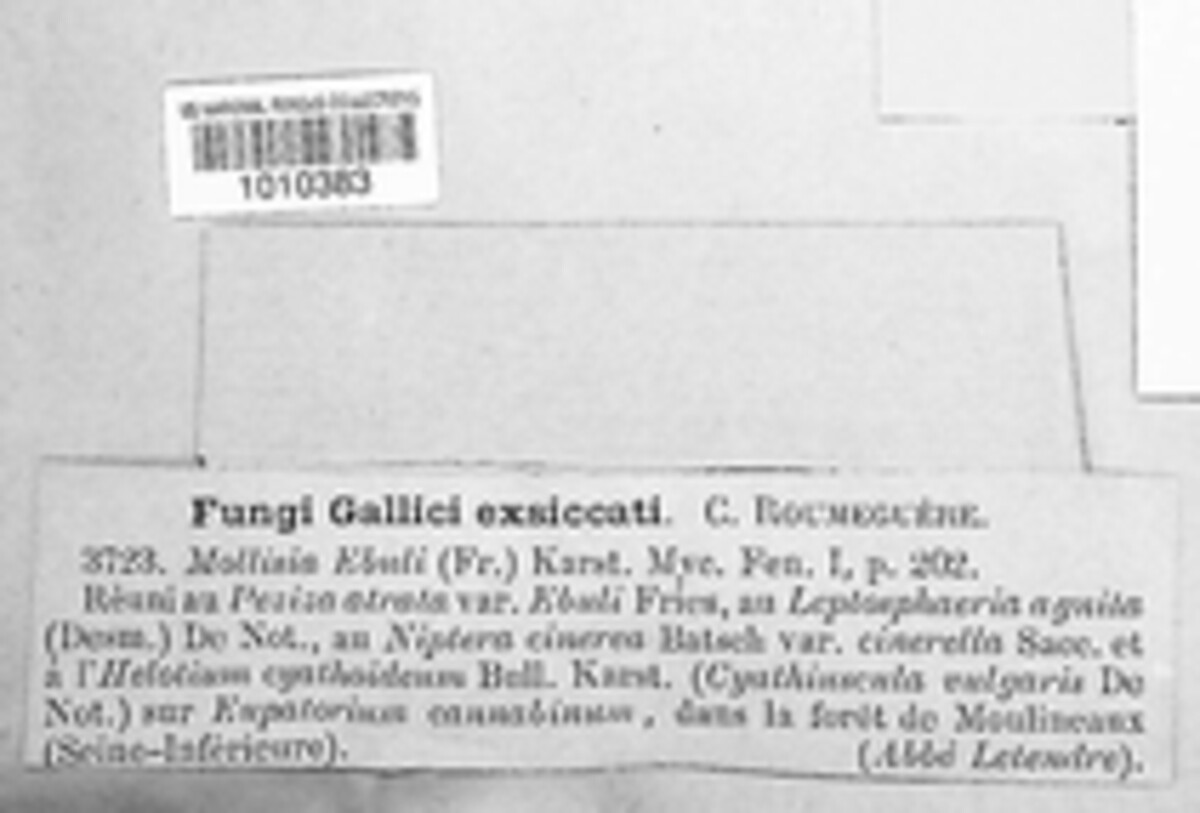 1010383
Fungi Gallici exsiccati. C. ROUMEGUÈRE.
3723. Mollisia Ebuli (Fr.) Karst. Myc. Fen. I, p. 202.
Réuni au Peziza atrata var. Ebuli Fries, au Leptosphaeria agnita
(Desm.) De Not., au Niptera cinerea Batsch var. cinerella Sacc. et
à l'Helotium cyathoideum Bull. Karst. (Cyathinscula vulgaris De
Not.) sur Eupatorium cannabinum, dans la forêt de Moulineaux
(Seine-Inférieure). (Abbé Letendre).